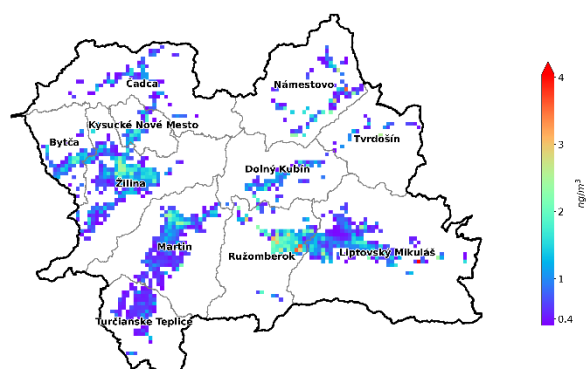 Čadca
Námestovo
Kysucké Nové Mesto
Tvrdošín
Bytča
Dolný Kubín
Žilina
Martin
Ružomberok
Liptovský Mikuláš
Turčianske Teplice
4
3
2
1
0.4
ng/m³